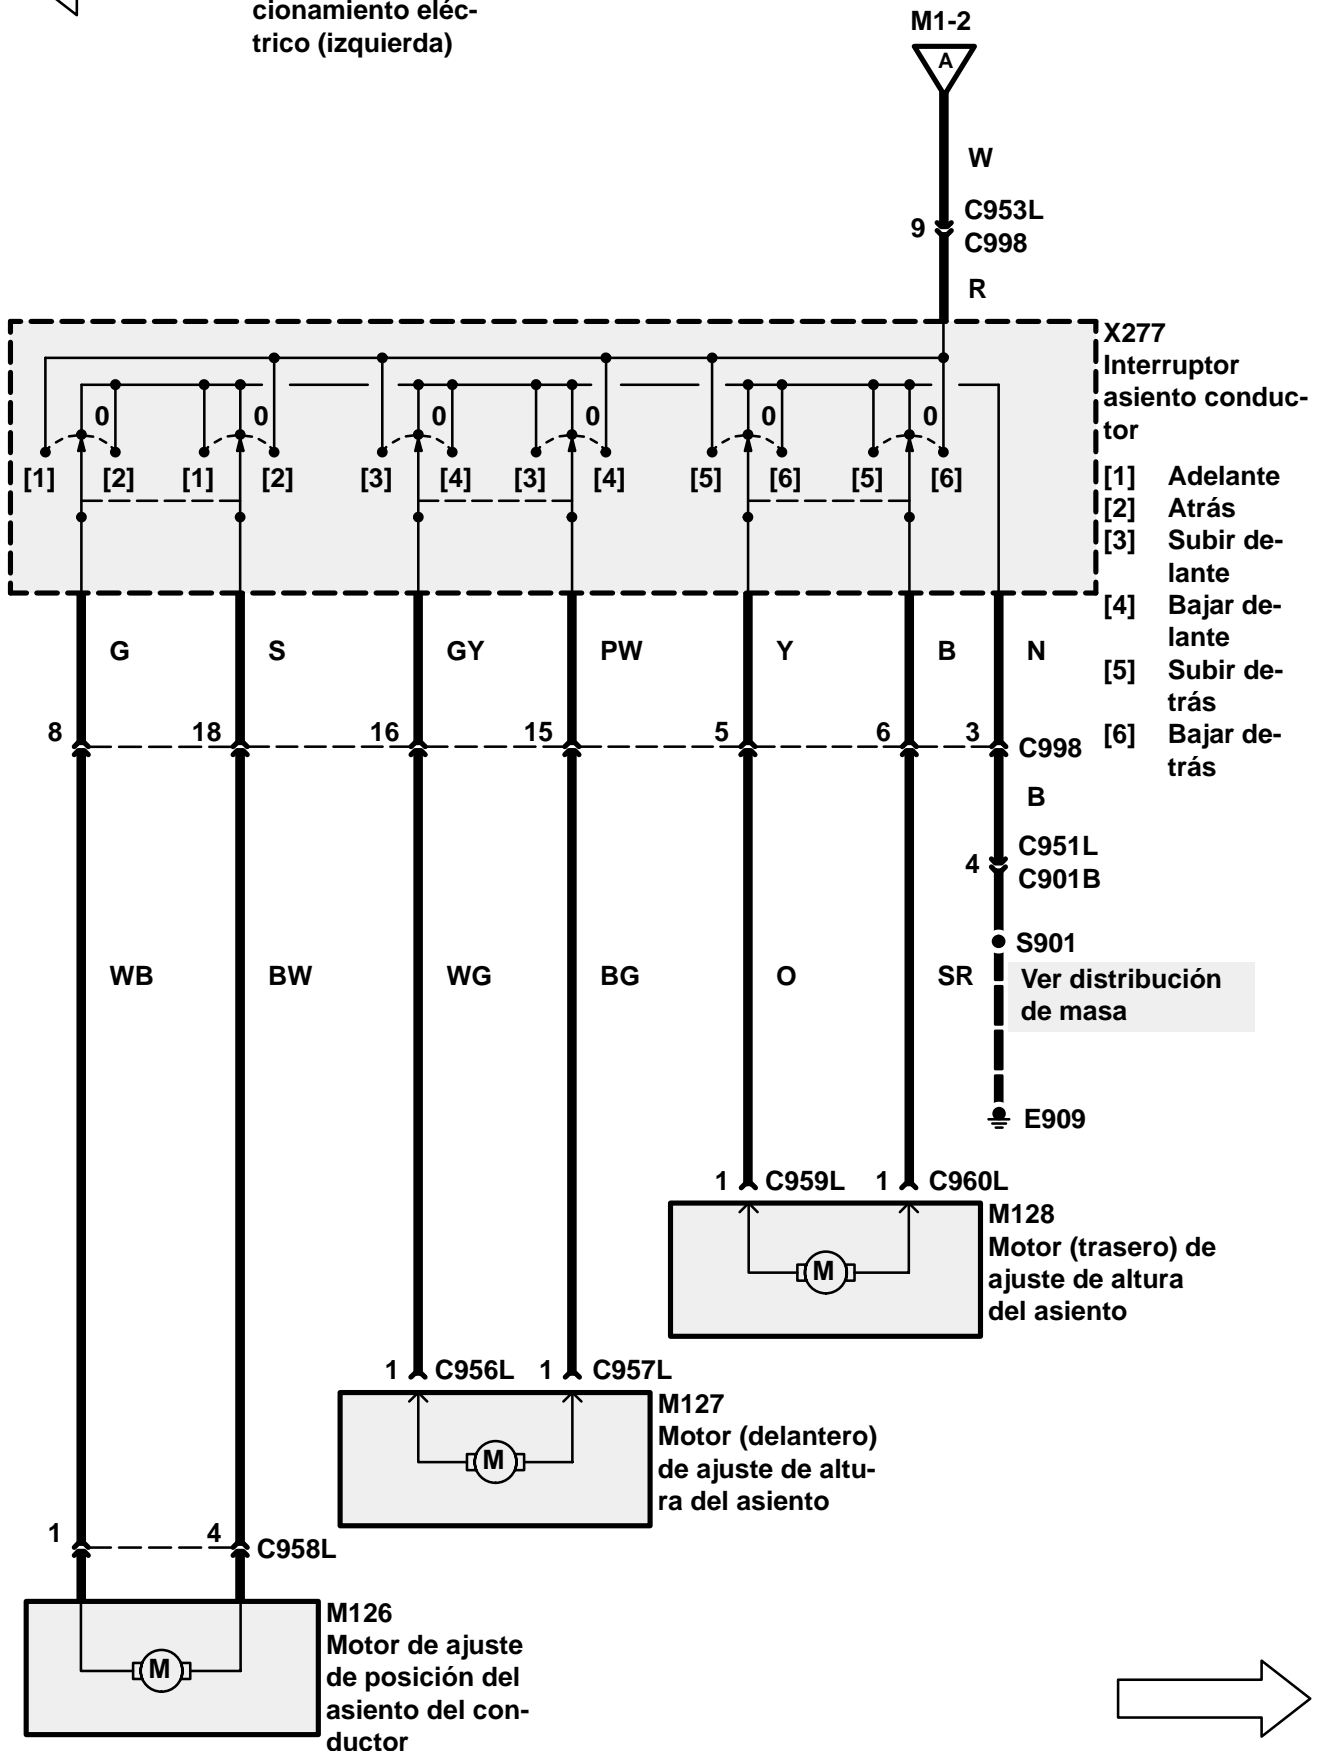 cionamiento eléc-
trico (izquierda)
M1-2
A
W
9
C953L
C998
R
X277
Interruptor
asiento conduc-
tor
0 0 0 0 0 0
[1] [2] [1] [2] [3] [4] [3] [4] [5] [6] [5] [6]
[1] Adelante
[2] Atrás
[3] Subir de-
lante
[4] Bajar de-
lante
[5] Subir de-
trás
[6] Bajar de-
trás
G S GY PW Y B N
8 18 16 15 5 6 3 C998
B
4
C951L
C901B
S901
Ver distribución
de masa
WB BW WG BG O SR
E909
1 C959L 1 C960L
M128
Motor (trasero) de
ajuste de altura
del asiento
M
1 C956L 1 C957L
M127
Motor (delantero)
de ajuste de altu-
ra del asiento
M
1 4 C958L
M126
Motor de ajuste
de posición del
asiento del con-
ductor
M